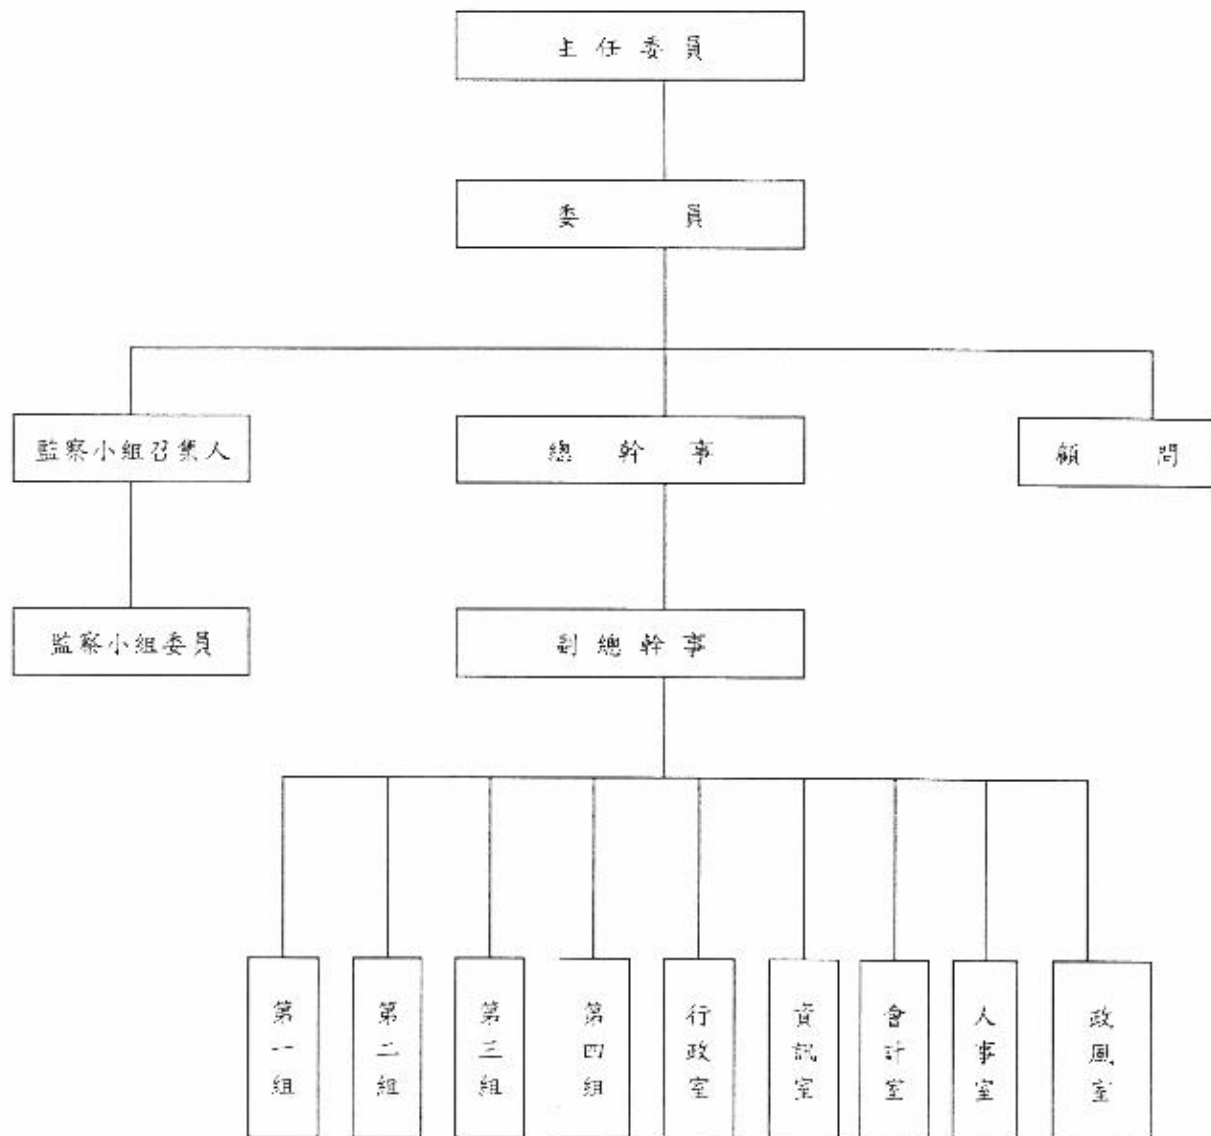 主任委員
委員
監察小組召集人
總幹事
顧問
監察小組委員
副總幹事
第一組
第二組
第三組
第四組
行政室
資訊室
會計室
人事室
政風室